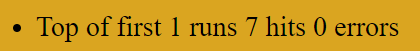 • Top of first 1 runs 7 hits 0 errors